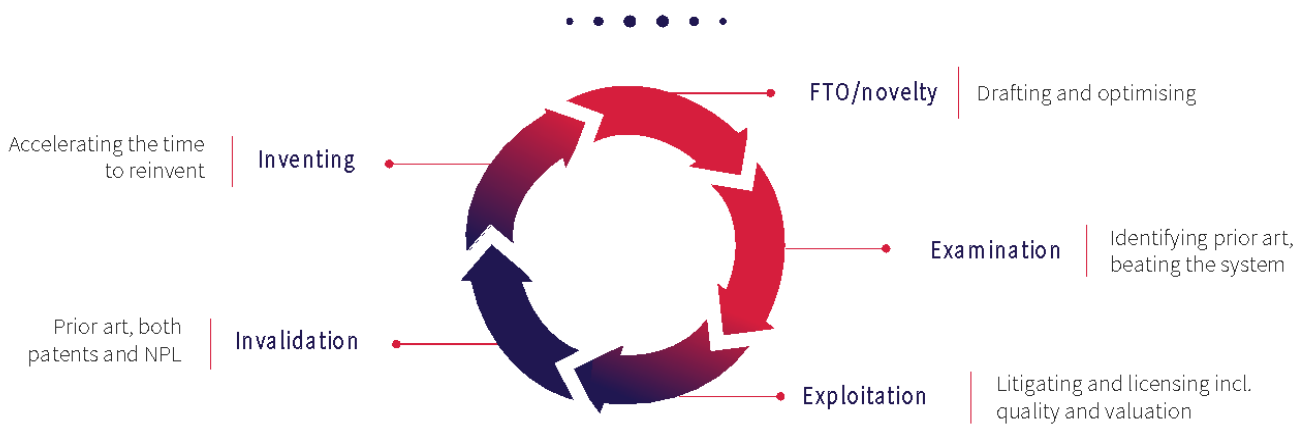 FTO/novelty
Drafting and optimising
Accelerating the time
to reinvent
Inventing
Examination
Identifying prior art,
beating the system
Prior art, both
patents and NPL
Invalidation
Exploitation
Litigating and licensing incl.
quality and valuation